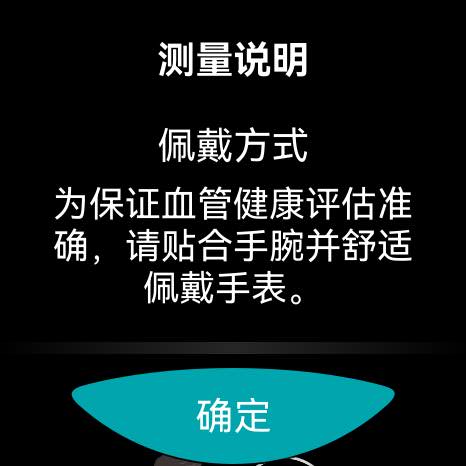 测量说明
佩戴方式
为保证血管健康评估准
确，请贴合手腕并舒适
佩戴手表。
确定